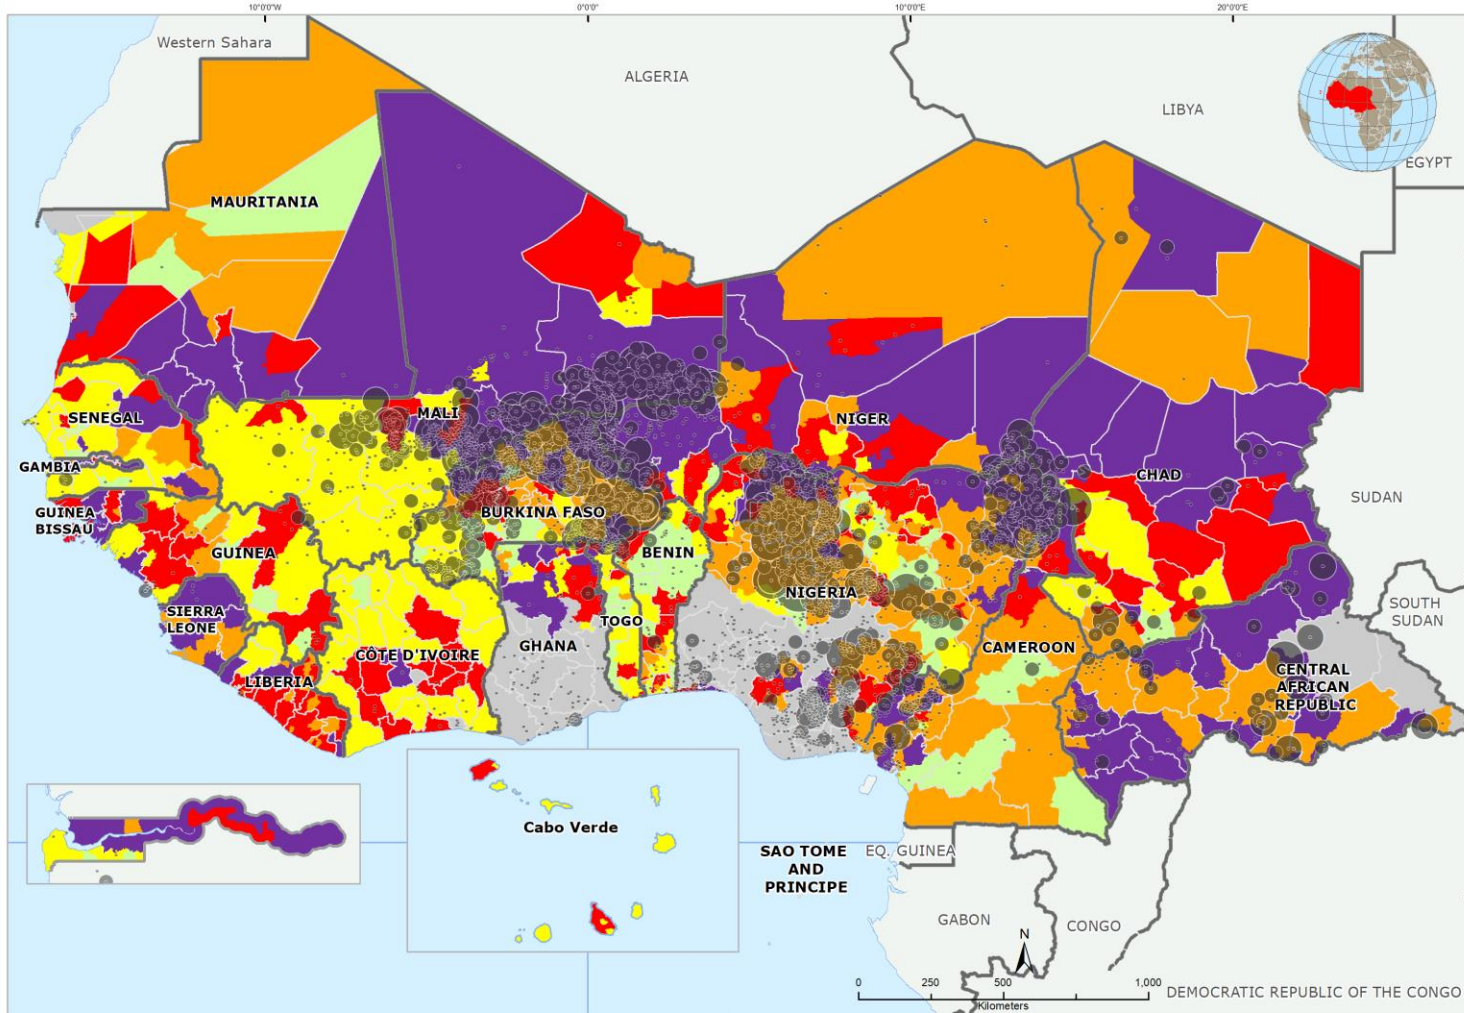 10°0'0"W
0°0'0"
10°0'0"E
20°0'0"E
Western Sahara
ALGERIA
LIBYA
EGYPT
MAURITANIA
SENEGAL
MALI
NIGER
GAMBIA
CHAD
SUDAN
GUINEA
BISSAU
BURKINA FASO
GUINEA
BENIN
NIGERIA
SIERRA
LEONE
TOGO
SOUTH
SUDAN
GHANA
CAMEROON
CÔTE D'IVOIRE
LIBERIA
CENTRAL
AFRICAN
REPUBLIC
Cabo Verde
SAO TOME
AND
PRINCIPE
EQ. GUINEA
GABON
CONGO
N
0 250 500 1,000
Kilometers
DEMOCRATIC REPUBLIC OF THE CONGO